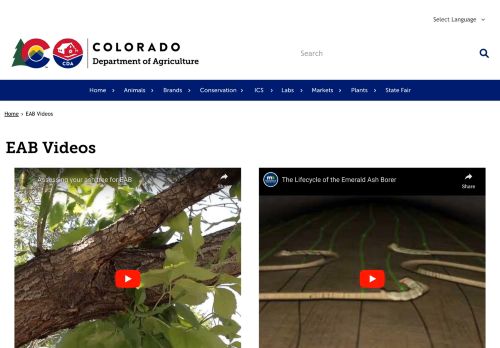 Select Language
COLORADO
Department of Agriculture
CDA
Search
Home Animals Brands Conservation ICS Labs Markets Plants State Fair
Home › EAB Videos
EAB Videos
Assessing your ash tree for EAB
Share
The Lifecycle of the Emerald Ash Borer
Share